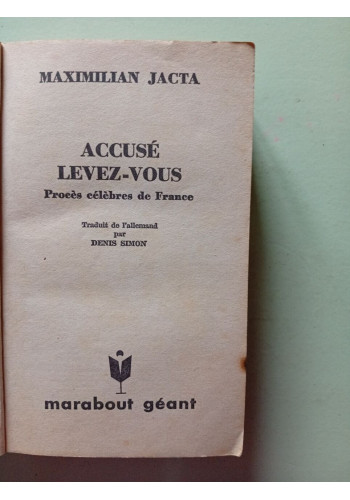 MAXIMILIAN JACTA
ACCUSÉ
LEVEZ-VOUS
Procès célèbres de France
Traduit de l'allemand
par
DENIS SIMON
marabout géant